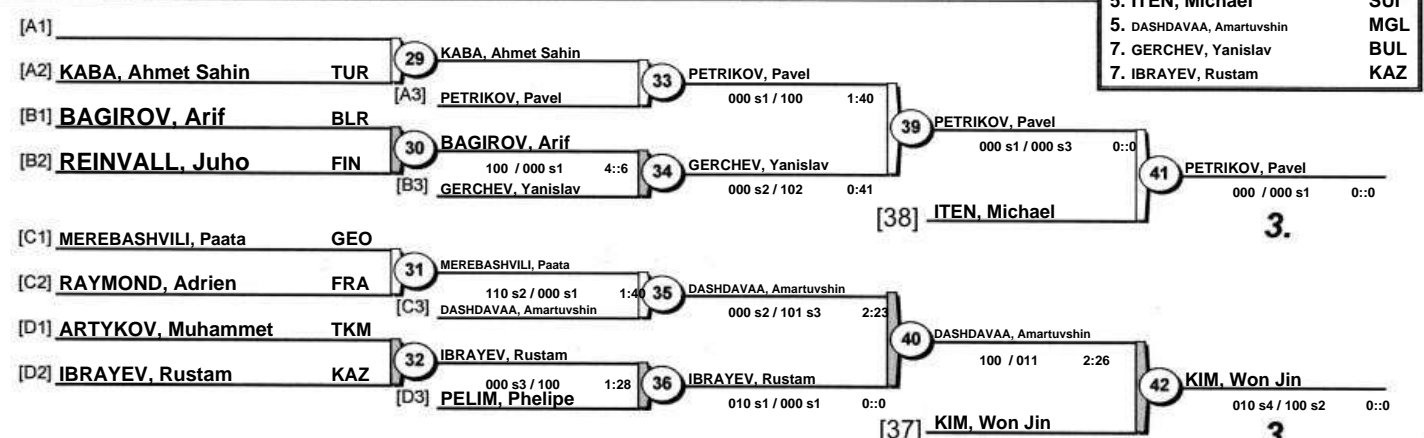 5. ITEN, Michael SUI
5. DASHDAVAA, Amartuvshin MGL
7. GERCHEV, Yanislav BUL
7. IBRAYEV, Rustam KAZ
[A1]
[A2] KABA, Ahmet Sahin TUR
29
KABA, Ahmet Sahin
[A3] PETRIKOV, Pavel
33
PETRIKOV, Pavel
000 s1 / 100 1:40
[B1] BAGIROV, Arif BLR
[B2] REINVALL, Juho FIN
30
BAGIROV, Arif
100 / 000 s1 4::6
[B3] GERCHEV, Yanislav
34
GERCHEV, Yanislav
000 s2 / 102 0:41
39
PETRIKOV, Pavel
000 s1 / 000 s3 0::0
[38] ITEN, Michael
41
PETRIKOV, Pavel
000 / 000 s1 0::0
3.
[C1] MEREBASHVILI, Paata GEO
[C2] RAYMOND, Adrien FRA
31
MEREBASHVILI, Paata
110 s2 / 000 s1 1:40
[C3] DASHDAVAA, Amartuvshin
35
DASHDAVAA, Amartuvshin
000 s2 / 101 s3 2:23
[D1] ARTYKOV, Muhammet TKM
[D2] IBRAYEV, Rustam KAZ
32
IBRAYEV, Rustam
000 s3 / 100 1:28
[D3] PELIM, Phelipe
36
IBRAYEV, Rustam
010 s1 / 000 s1 0::0
40
DASHDAVAA, Amartuvshin
100 / 011 2:26
[37] KIM, Won Jin
42
KIM, Won Jin
010 s4 / 100 s2 0::0
3